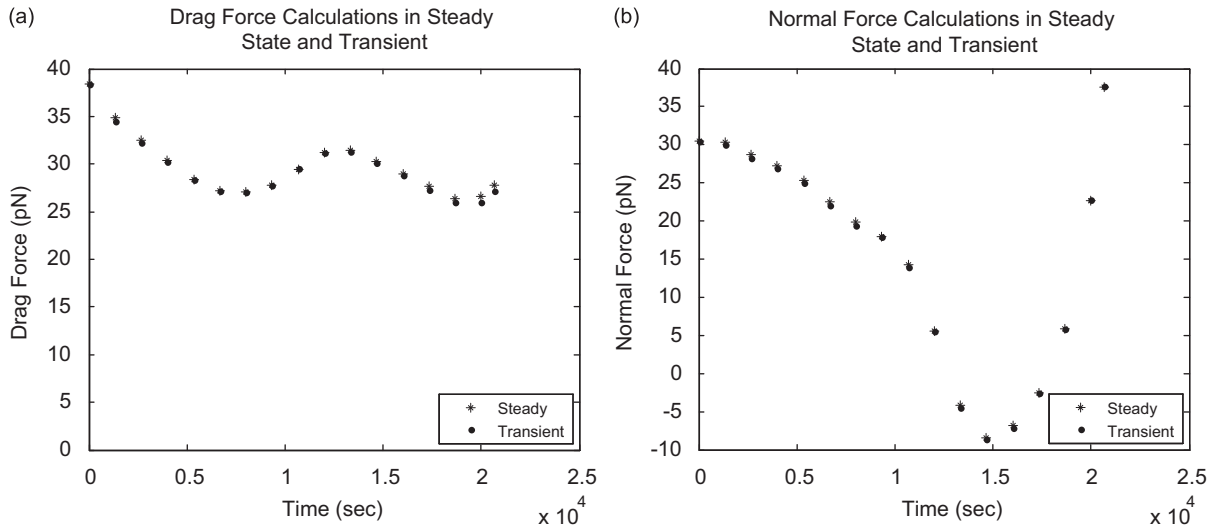 (a)
Drag Force Calculations in Steady
State and Transient
40
35
30
25
20
15
10
5
0
Drag Force (pN)
Steady
Transient
0 0.5 1 1.5 2 2.5
Time (sec)
x 10^4
(b)
Normal Force Calculations in Steady
State and Transient
40
35
30
25
20
15
10
5
0
-5
-10
Normal Force (pN)
Steady
Transient
0 0.5 1 1.5 2 2.5
Time (sec)
x 10^4